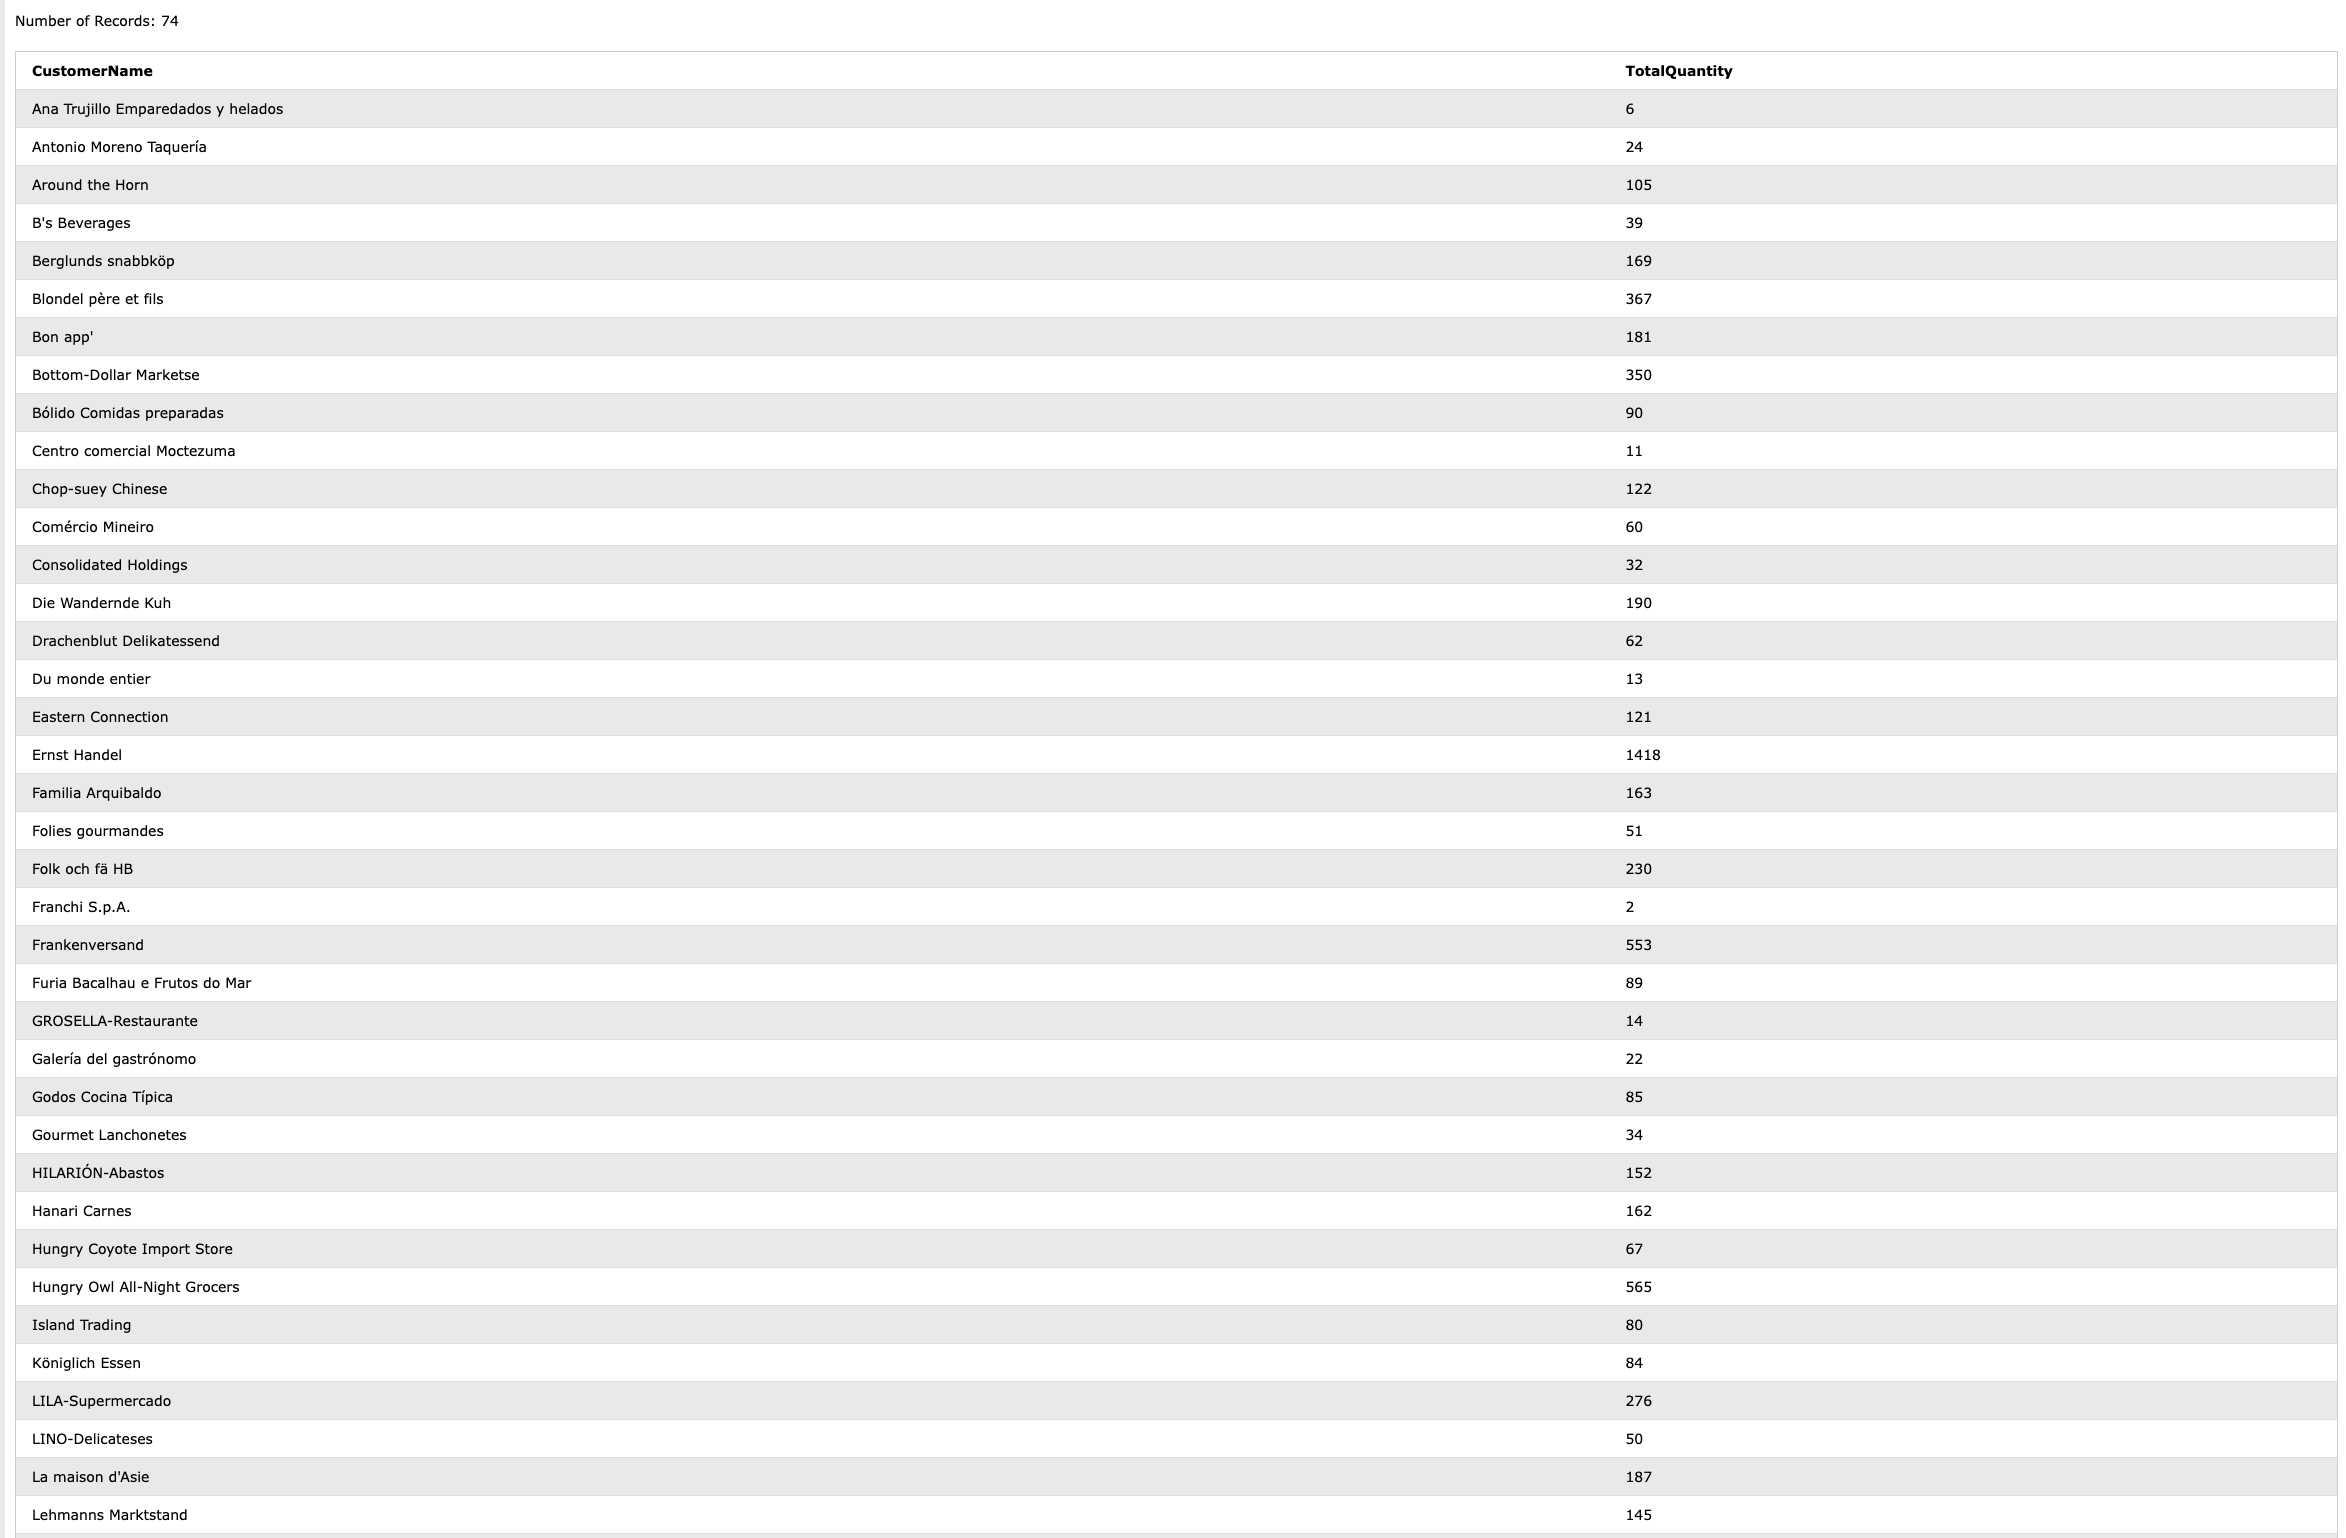 Number of Records: 74
CustomerName TotalQuantity
Ana Trujillo Emparedados y helados 6
Antonio Moreno Taquería 24
Around the Horn 105
B's Beverages 39
Berglunds snabbköp 169
Blondel père et fils 367
Bon app' 181
Bottom-Dollar Marketse 350
Bólido Comidas preparadas 90
Centro comercial Moctezuma 11
Chop-suey Chinese 122
Comércio Mineiro 60
Consolidated Holdings 32
Die Wandernde Kuh 190
Drachenblut Delikatessend 62
Du monde entier 13
Eastern Connection 121
Ernst Handel 1418
Familia Arquibaldo 163
Folies gourmandes 51
Folk och fä HB 230
Franchi S.p.A. 2
Frankenversand 553
Furia Bacalhau e Frutos do Mar 89
GROSELLA-Restaurante 14
Galería del gastrónomo 22
Godos Cocina Típica 85
Gourmet Lanchonetes 34
HILARIÓN-Abastos 152
Hanari Carnes 162
Hungry Coyote Import Store 67
Hungry Owl All-Night Grocers 565
Island Trading 80
Königlich Essen 84
LILA-Supermercado 276
LINO-Delicateses 50
La maison d'Asie 187
Lehmanns Marktstand 145